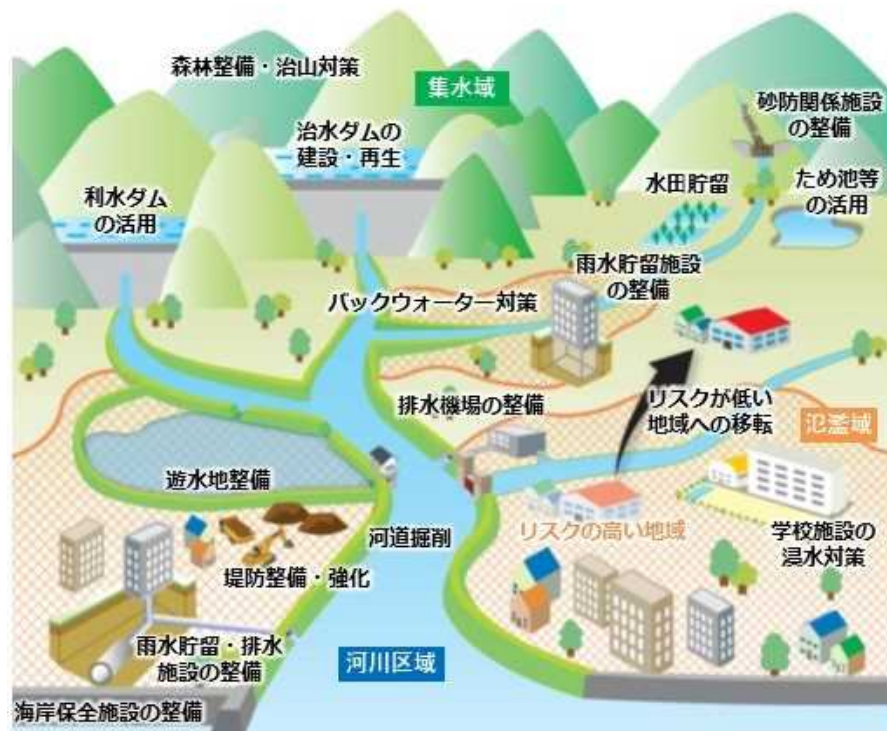 森林整備・治山対策
集水域
砂防関係施設
の整備
治水ダムの
建設・再生
水田貯留
ため池等
の活用
利水ダム
の活用
雨水貯留施設
の整備
バックウォーター対策
排水機場の整備
リスクが低い
地域への移転
氾濫域
遊水地整備
河道掘削
リスクの高い地域
学校施設の
浸水対策
堤防整備・強化
雨水貯留・排水
施設の整備
河川区域
海岸保全施設の整備